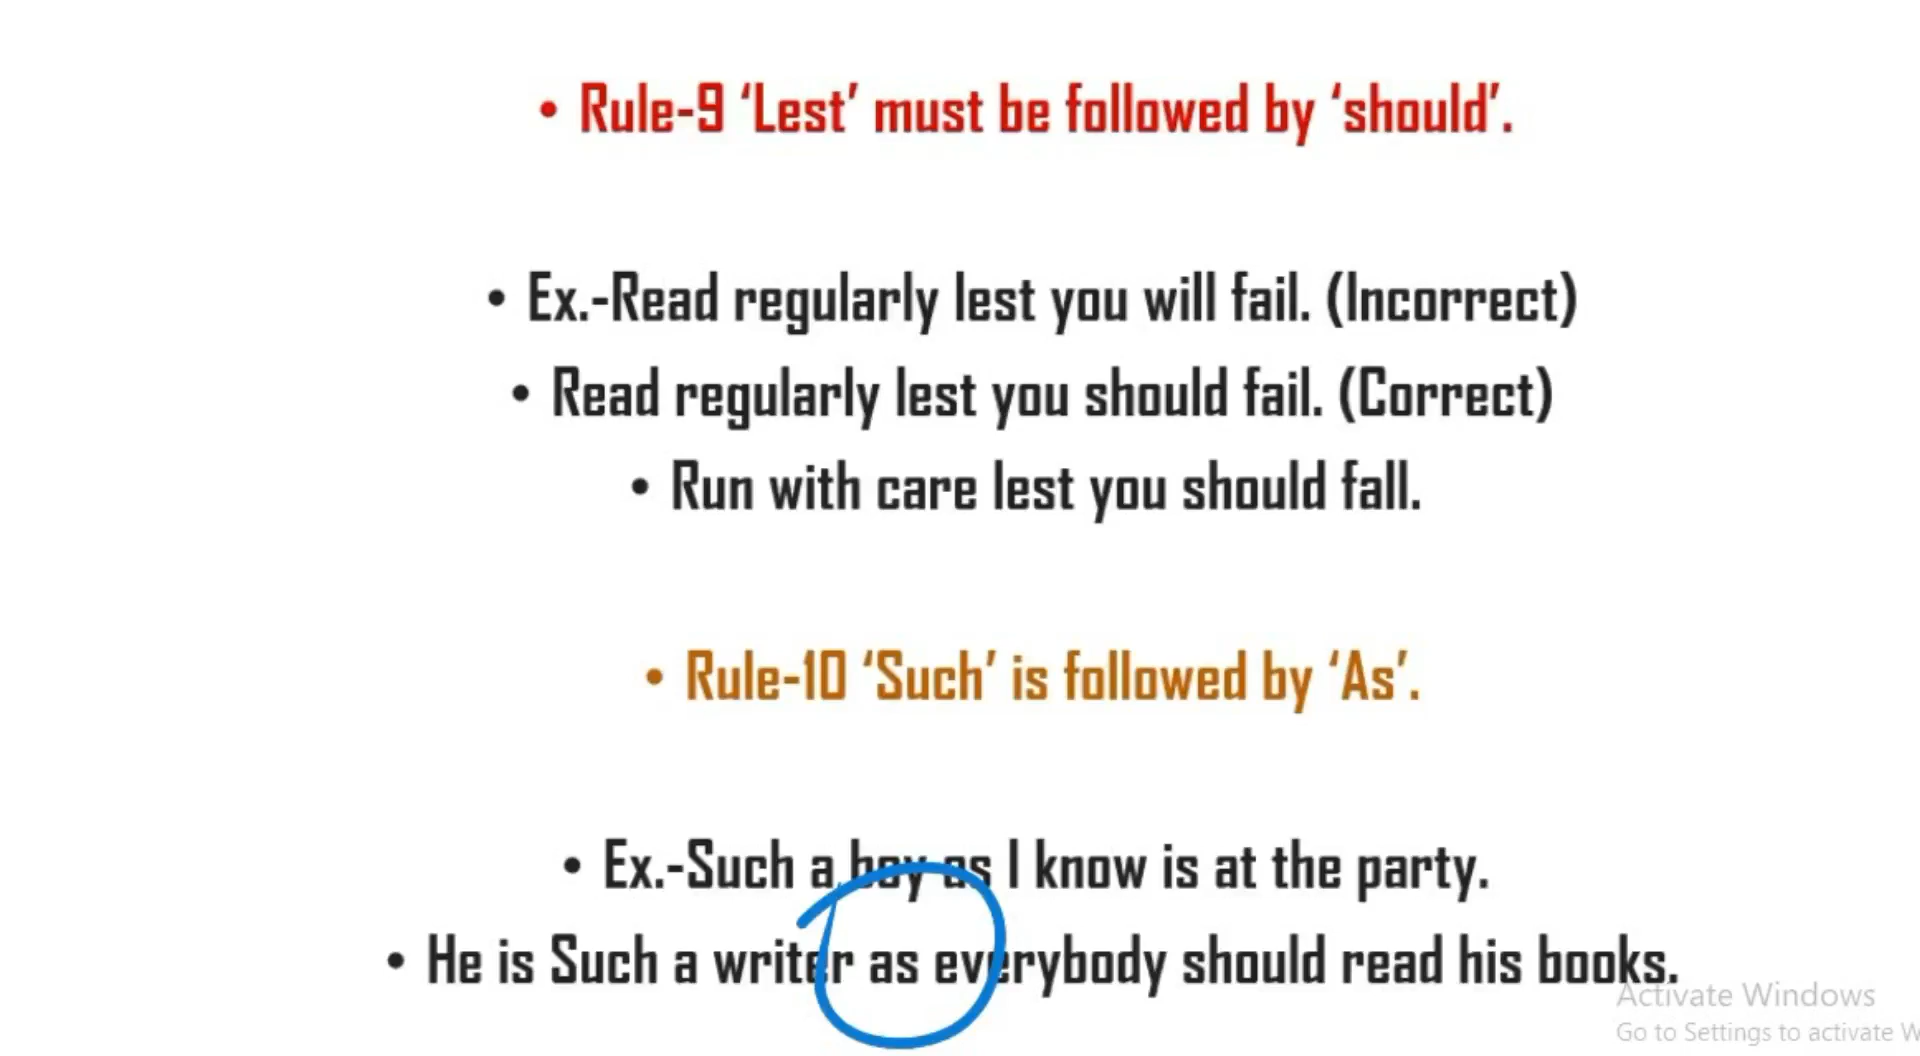 • Rule-9 ‘Lest’ must be followed by ‘should’.
• Ex.-Read regularly lest you will fail. (Incorrect)
• Read regularly lest you should fail. (Correct)
• Run with care lest you should fall.
• Rule-10 ‘Such’ is followed by ‘As’.
• Ex.-Such a boy as I know is at the party.
• He is Such a writer as everybody should read his books.
Activate Windows
Go to Settings to activate W